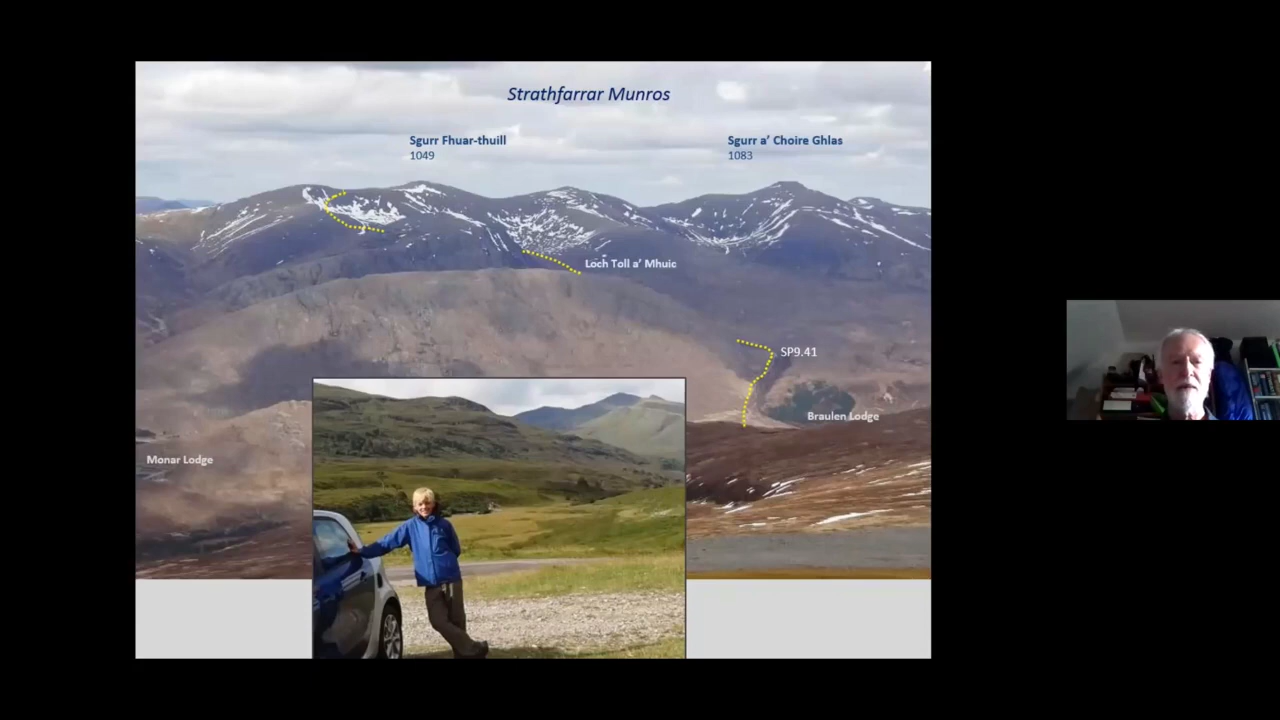 Strathfarrar Munros
Sgurr Fhuar-thuill
1049
Sgurr a’ Choire Ghlas
1083
Loch Toll a’ Mhuic
SP9.41
Braulen Lodge
Monar Lodge